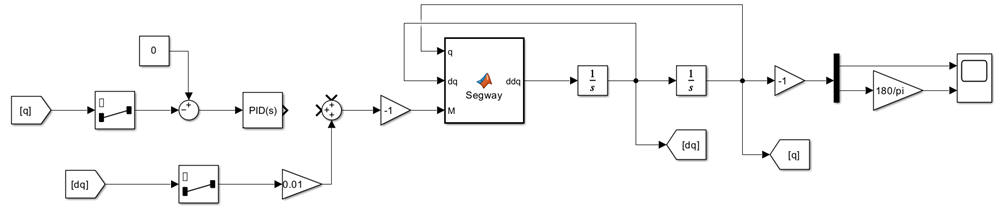 0
[q]
PID(s)
[dq]
0.01
-1
q
dq
M
ddq
Segway
1
s
1
s
[dq]
[q]
-1
180/pi